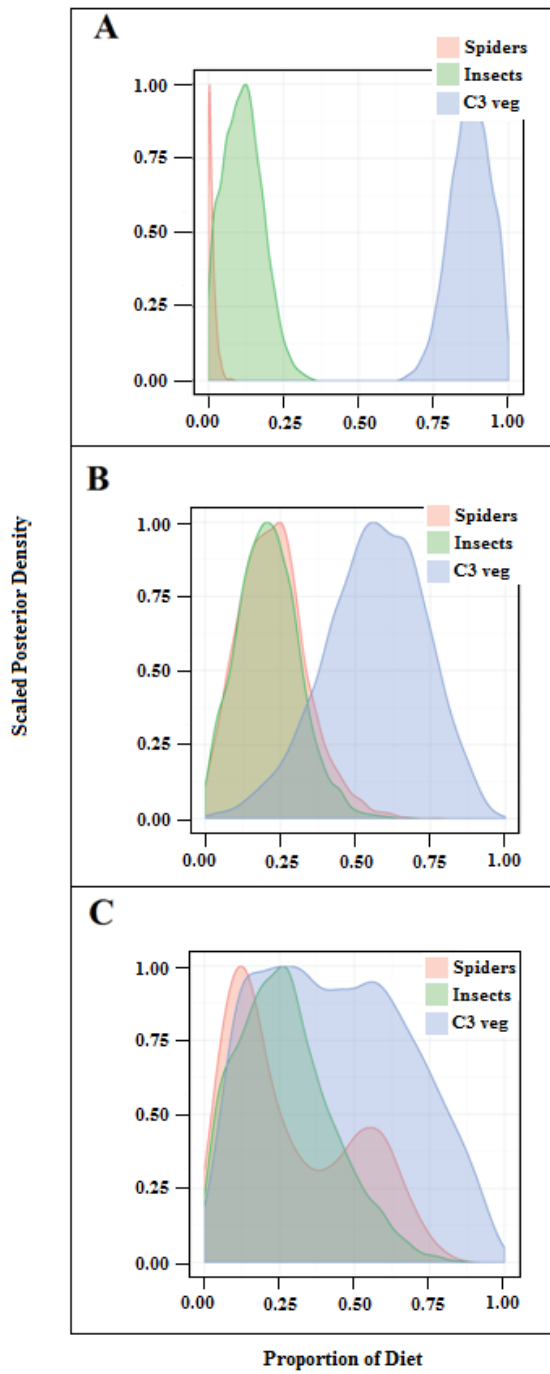 A
Spiders
Insects
C3 veg
1.00
0.75
0.50
0.25
0.00
0.00 0.25 0.50 0.75 1.00
B
Spiders
Insects
C3 veg
1.00
0.75
0.50
0.25
0.00
0.00 0.25 0.50 0.75 1.00
Scaled Posterior Density
C
Spiders
Insects
C3 veg
1.00
0.75
0.50
0.25
0.00
0.00 0.25 0.50 0.75 1.00
Proportion of Diet